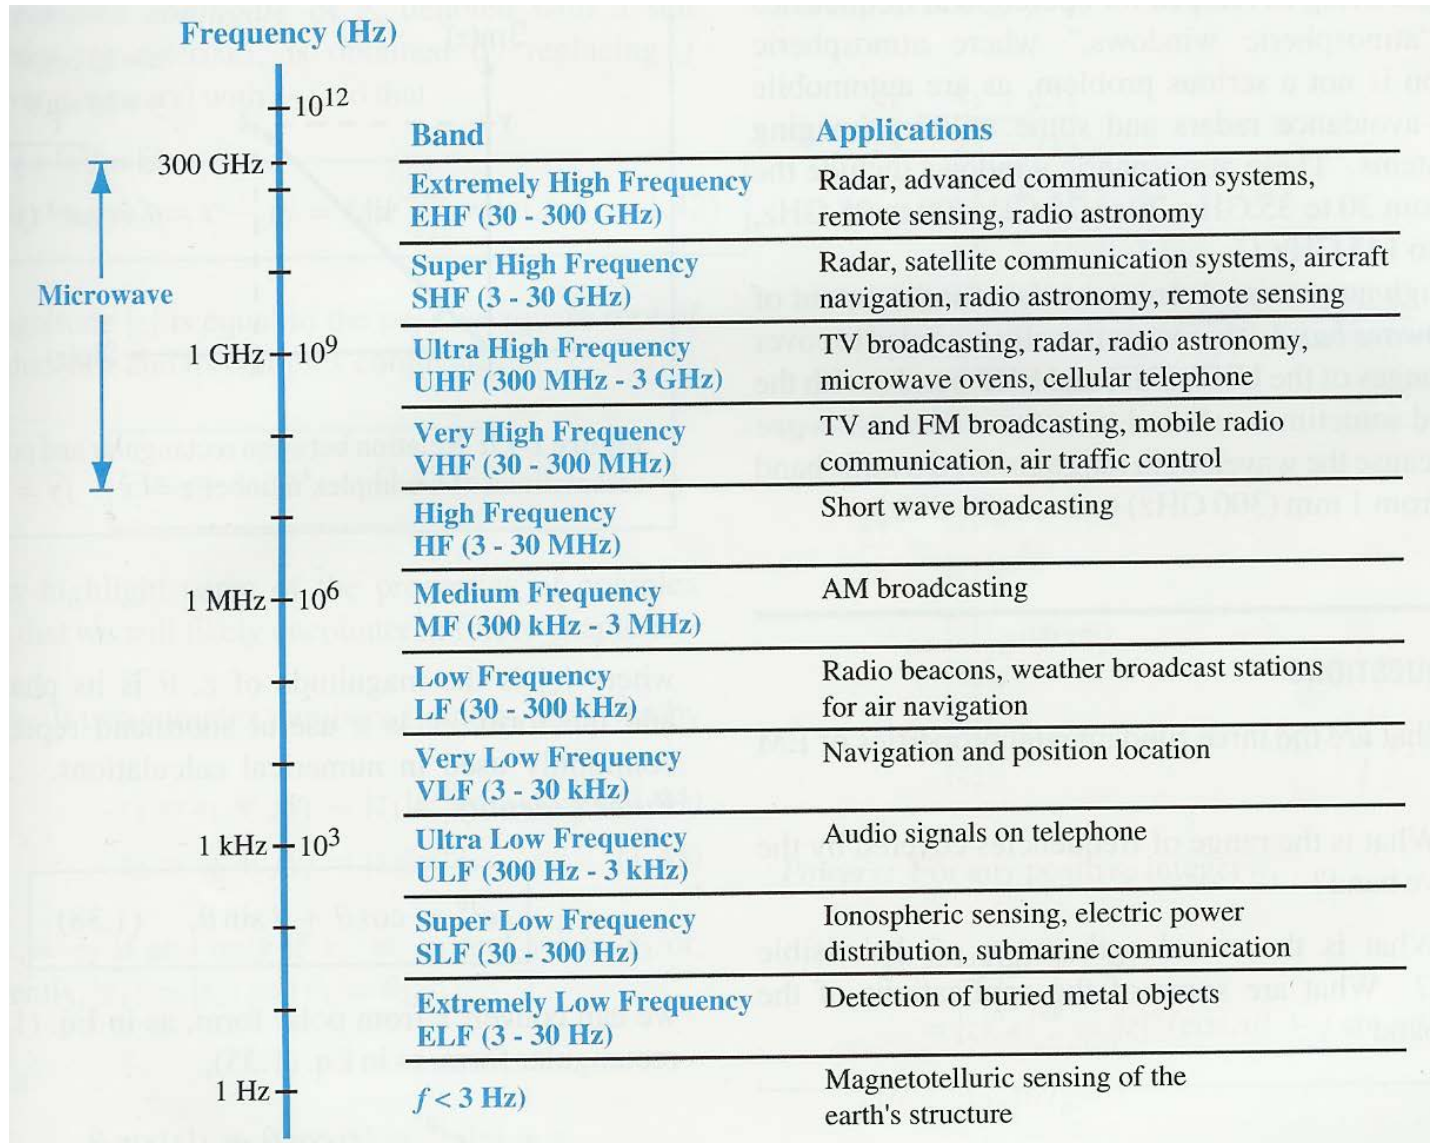 Frequency (Hz)
10¹²
Band Applications
300 GHz
Extremely High Frequency Radar, advanced communication systems,
EHF (30 - 300 GHz) remote sensing, radio astronomy
Super High Frequency Radar, satellite communication systems, aircraft
SHF (3 - 30 GHz) navigation, radio astronomy, remote sensing
Microwave
1 GHz 10⁹ Ultra High Frequency TV broadcasting, radar, radio astronomy,
UHF (300 MHz - 3 GHz) microwave ovens, cellular telephone
Very High Frequency TV and FM broadcasting, mobile radio
VHF (30 - 300 MHz) communication, air traffic control
High Frequency Short wave broadcasting
HF (3 - 30 MHz)
1 MHz 10⁶ Medium Frequency AM broadcasting
MF (300 kHz - 3 MHz)
Low Frequency Radio beacons, weather broadcast stations
LF (30 - 300 kHz) for air navigation
Very Low Frequency Navigation and position location
VLF (3 - 30 kHz)
1 kHz 10³ Ultra Low Frequency Audio signals on telephone
ULF (300 Hz - 3 kHz)
Super Low Frequency Ionospheric sensing, electric power
SLF (30 - 300 Hz) distribution, submarine communication
Extremely Low Frequency Detection of buried metal objects
ELF (3 - 30 Hz)
1 Hz f < 3 Hz) Magnetotelluric sensing of the
earth's structure